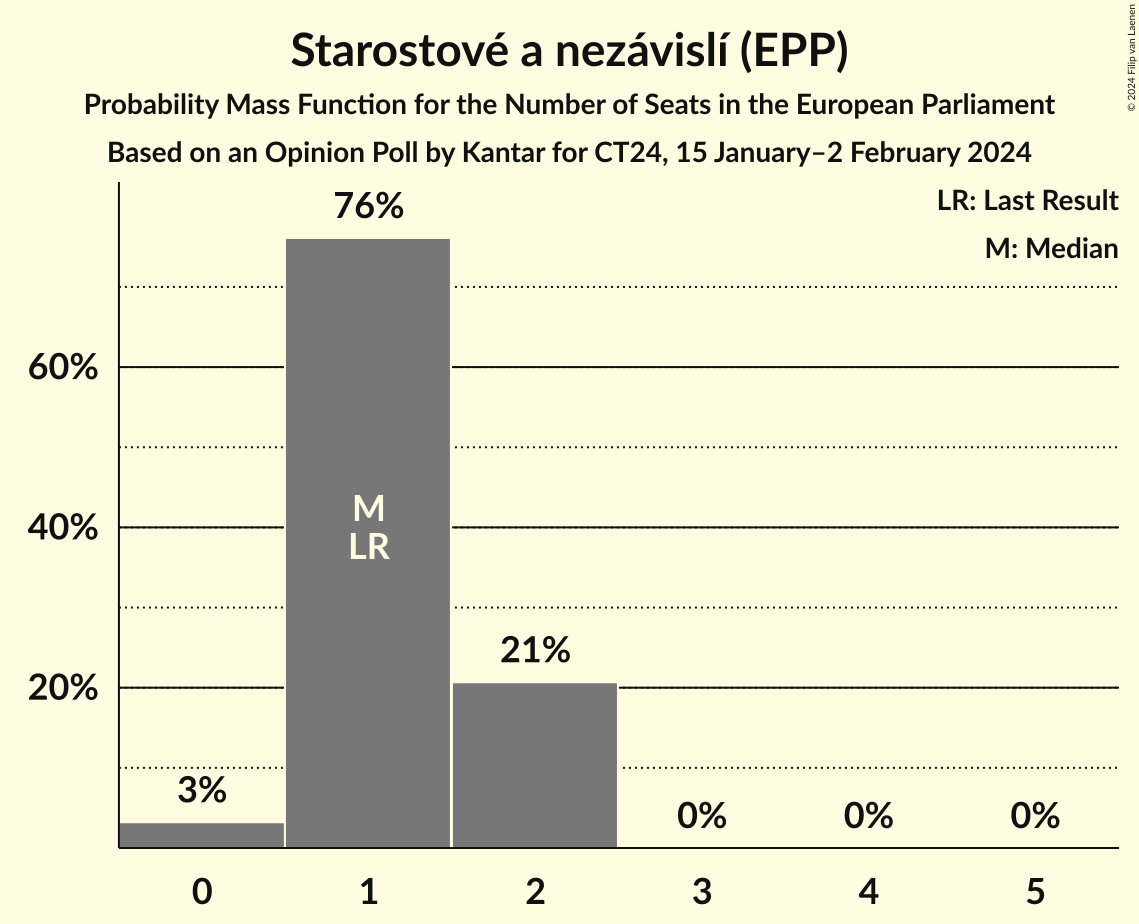 Starostové a nezávislí (EPP)
Probability Mass Function for the Number of Seats in the European Parliament
Based on an Opinion Poll by Kantar for CT24, 15 January–2 February 2024
© 2024 Filip van Laenen
LR: Last Result
M: Median
76%
60%
M
40%
LR
21%
20%
3%
0%
0%
0%
0
1
2
3
4
5